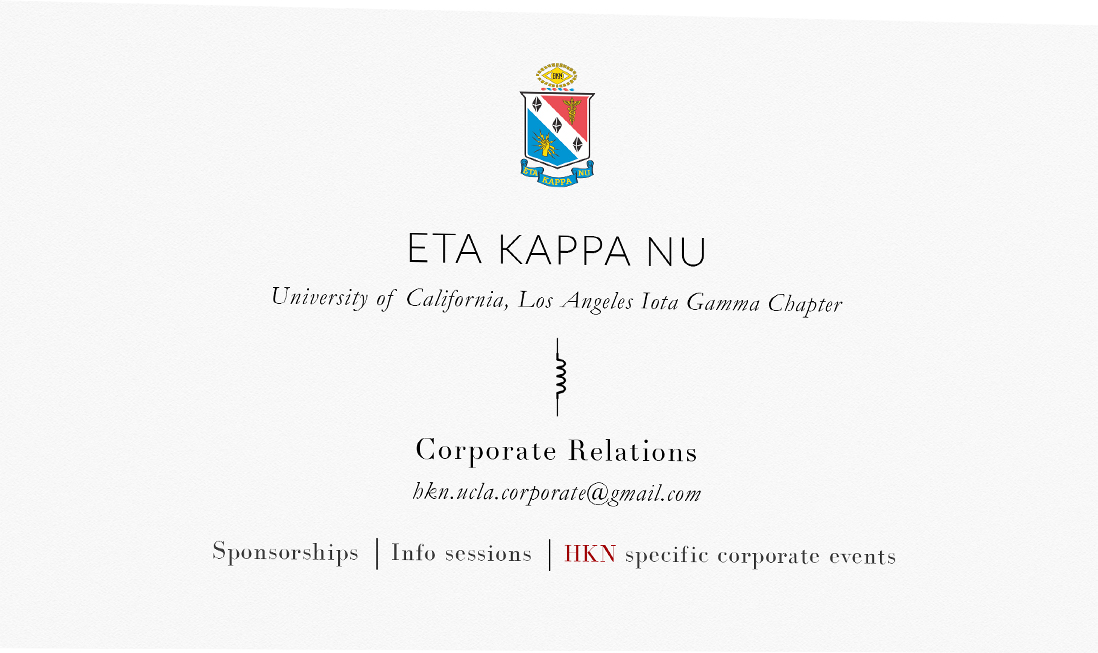 HKN
ETA KAPPA NU
ETA KAPPA NU
University of California, Los Angeles Iota Gamma Chapter
Corporate Relations
hkn.ucla.corporate@gmail.com
Sponsorships | Info sessions | HKN specific corporate events